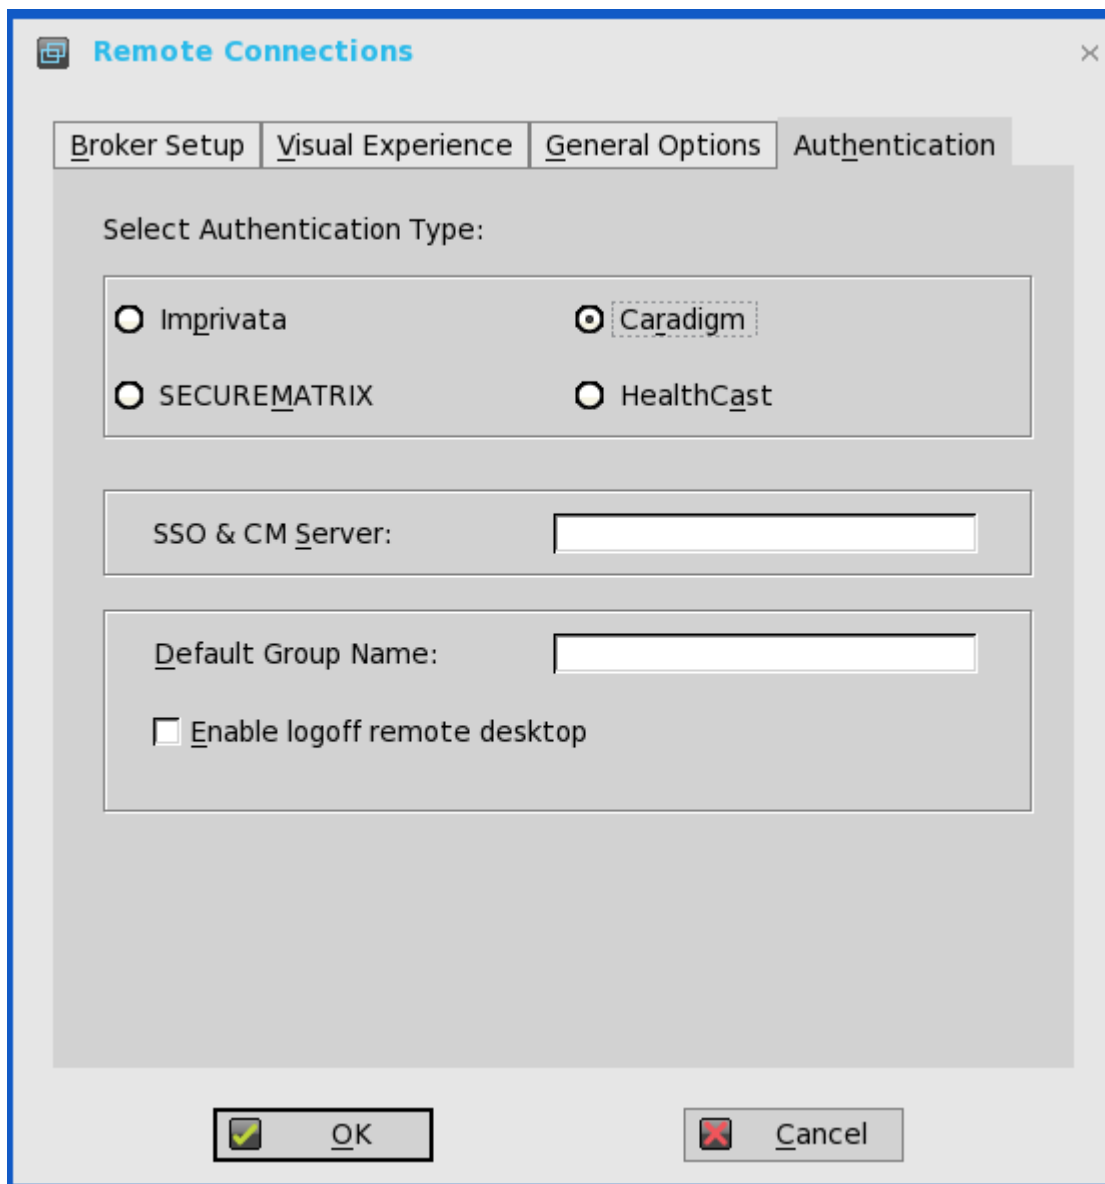 Remote Connections
Broker Setup Visual Experience General Options Authentication
Select Authentication Type:
Imprivata Caradigm
SECUREMATRIX HealthCast
SSO & CM Server:
Default Group Name:
Enable logoff remote desktop
OK Cancel